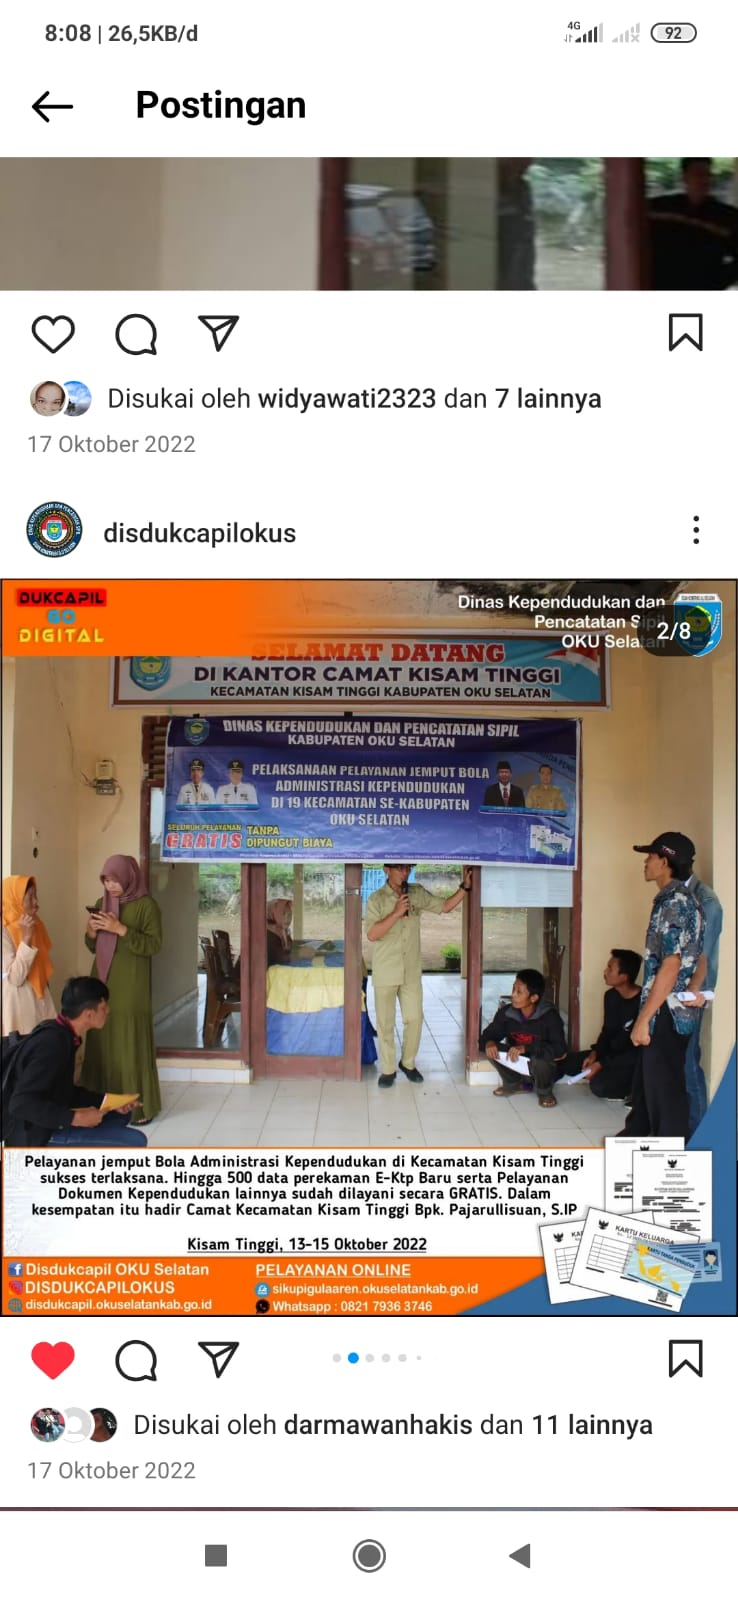 8:08 | 26,5KB/d
4G
92
Postingan
Disukai oleh widyawati2323 dan 7 lainnya
17 Oktober 2022
disdukcapilokus
DUKCAPIL
GO
DIGITAL
Dinas Kependudukan dan
Pencatatan Sipil
OKU Selatan
2/8
SELAMAT DATANG
DI KANTOR CAMAT KISAM TINGGI
KECAMATAN KISAM TINGGI KABUPATEN OKU SELATAN
DINAS KEPENDUDUKAN DAN PENCATATAN SIPIL
KABUPATEN OKU SELATAN
PELAKSANAAN PELAYANAN JEMPUT BOLA
ADMINISTRASI KEPENDUDUKAN
DI 19 KECAMATAN SE-KABUPATEN
OKU SELATAN
SELURUH PELAYANAN
GRATIS TANPA
DIPUNGUT BIAYA
Pelayanan jemput Bola Administrasi Kependudukan di Kecamatan Kisam Tinggi
sukses terlaksana. Hingga 500 data perekaman E-Ktp Baru serta Pelayanan
Dokumen Kependudukan lainnya sudah dilayani secara GRATIS. Dalam
kesempatan itu hadir Camat Kecamatan Kisam Tinggi Bpk. Pajarullisuan, S.IP
Kisam Tinggi, 13-15 Oktober 2022
KARTU KELUARGA
KARTU TANDA PENDUDUK
Disdukcapil OKU Selatan
DISDUKCAPILOKUS
disdukcapil.okuselatankab.go.id
PELAYANAN ONLINE
sikupigulaaren.okuselatankab.go.id
Whatsapp : 0821 7936 3746
Disukai oleh darmawanhakis dan 11 lainnya
17 Oktober 2022